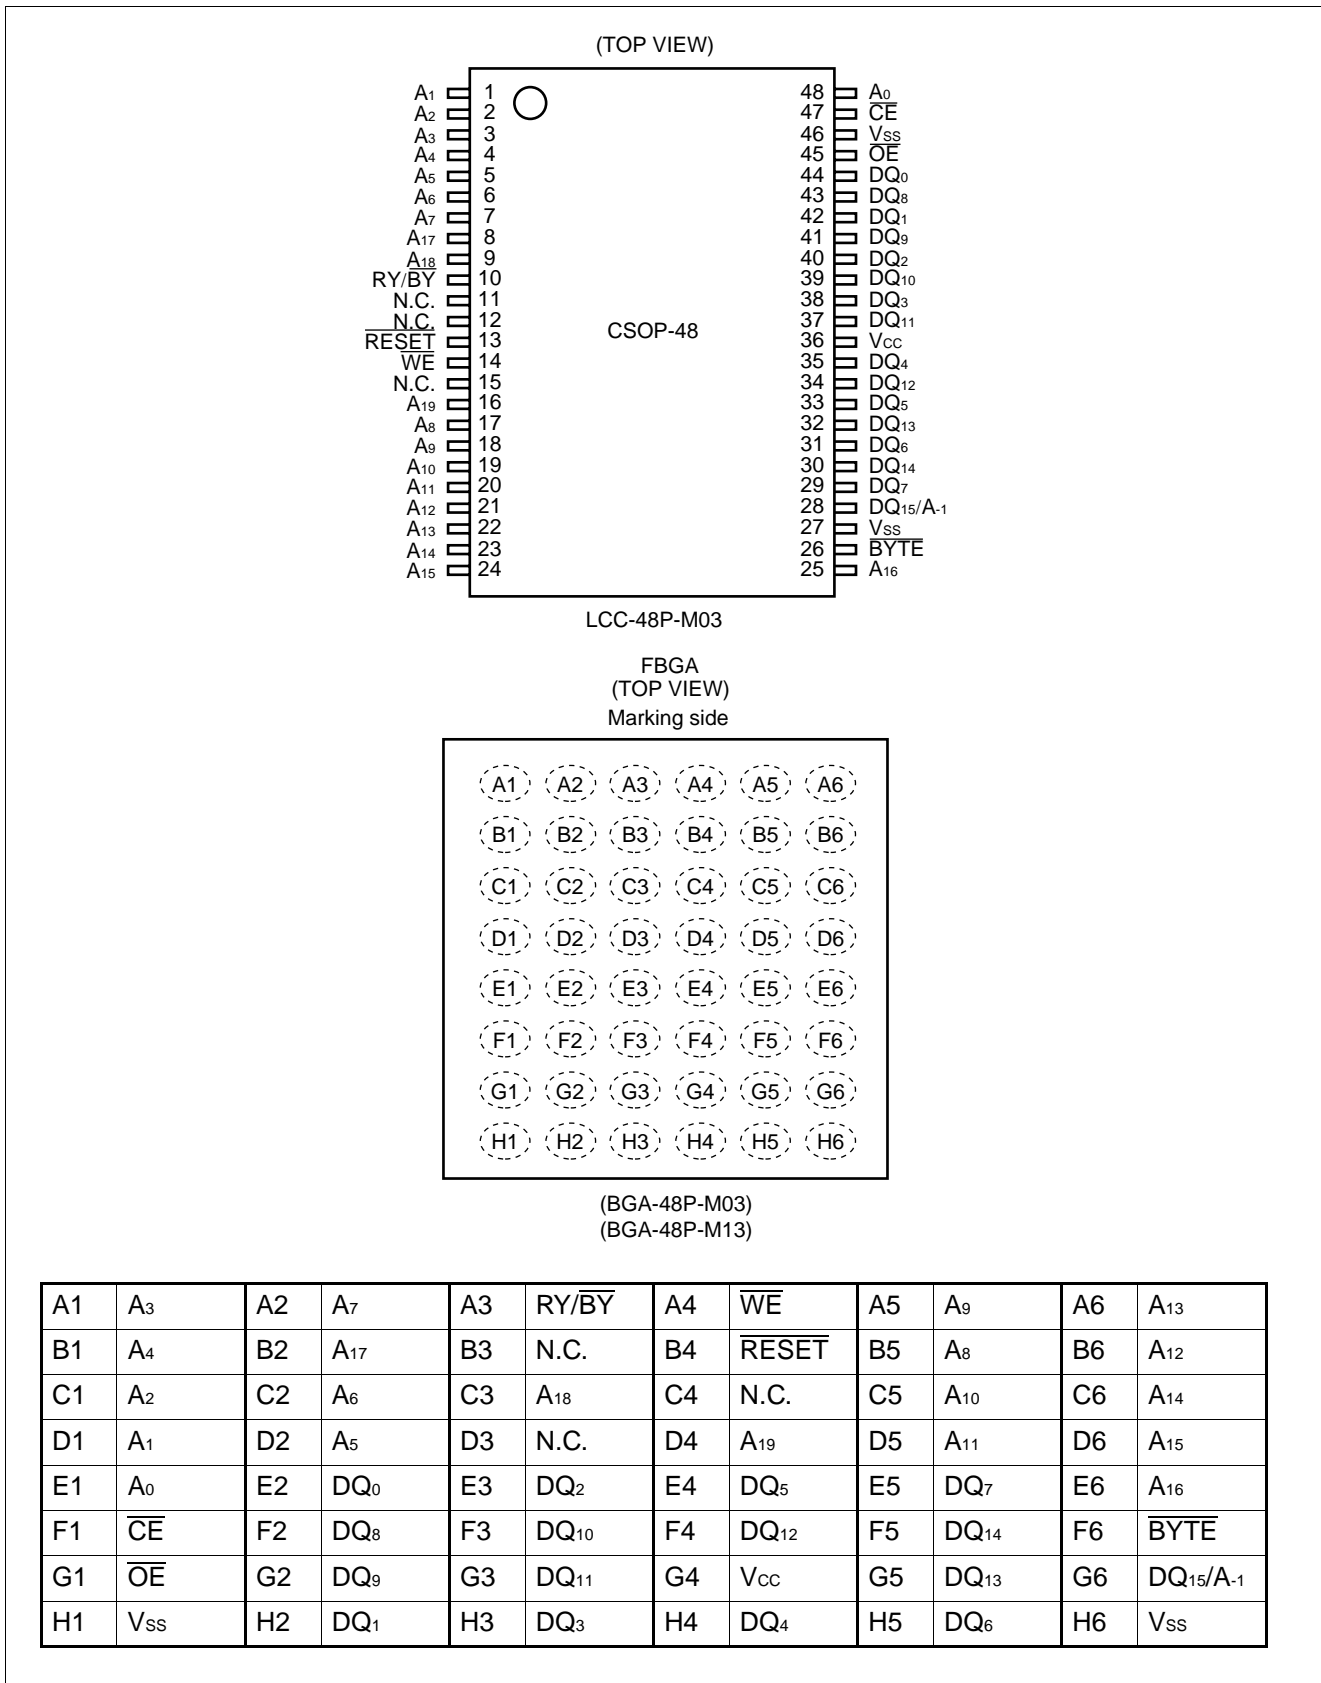 (TOP VIEW)
A1 1 48 A0
A2 2 47 C̅E̅
A3 3 46 VSS
A4 4 45 O̅E̅
A5 5 44 DQ0
A6 6 43 DQ8
A7 7 42 DQ1
A17 8 41 DQ9
A18 9 40 DQ2
RY/B̅Y̅ 10 39 DQ10
N.C. 11 38 DQ3
N.C. 12 37 DQ11
R̅E̅S̅E̅T̅ 13 CSOP-48 36 VCC
W̅E̅ 14 35 DQ4
N.C. 15 34 DQ12
A19 16 33 DQ5
A8 17 32 DQ13
A9 18 31 DQ6
A10 19 30 DQ14
A11 20 29 DQ7
A12 21 28 DQ15/A-1
A13 22 27 VSS
A14 23 26 B̅Y̅T̅E̅
A15 24 25 A16
LCC-48P-M03
FBGA
(TOP VIEW)
Marking side
A1 A2 A3 A4 A5 A6
B1 B2 B3 B4 B5 B6
C1 C2 C3 C4 C5 C6
D1 D2 D3 D4 D5 D6
E1 E2 E3 E4 E5 E6
F1 F2 F3 F4 F5 F6
G1 G2 G3 G4 G5 G6
H1 H2 H3 H4 H5 H6
(BGA-48P-M03)
(BGA-48P-M13)
A1 A3 A2 A7 A3 RY/B̅Y̅ A4 W̅E̅ A5 A9 A6 A13
B1 A4 B2 A17 B3 N.C. B4 R̅E̅S̅E̅T̅ B5 A8 B6 A12
C1 A2 C2 A6 C3 A18 C4 N.C. C5 A10 C6 A14
D1 A1 D2 A5 D3 N.C. D4 A19 D5 A11 D6 A15
E1 A0 E2 DQ0 E3 DQ2 E4 DQ5 E5 DQ7 E6 A16
F1 C̅E̅ F2 DQ8 F3 DQ10 F4 DQ12 F5 DQ14 F6 B̅Y̅T̅E̅
G1 O̅E̅ G2 DQ9 G3 DQ11 G4 VCC G5 DQ13 G6 DQ15/A-1
H1 VSS H2 DQ1 H3 DQ3 H4 DQ4 H5 DQ6 H6 VSS